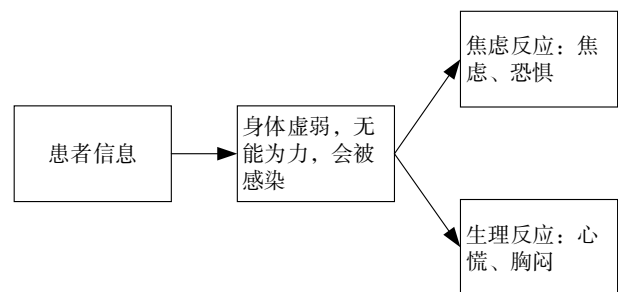 患者信息
身体虚弱，无
能为力，会被
感染
焦虑反应：焦
虑、恐惧
生理反应：心
慌、胸闷